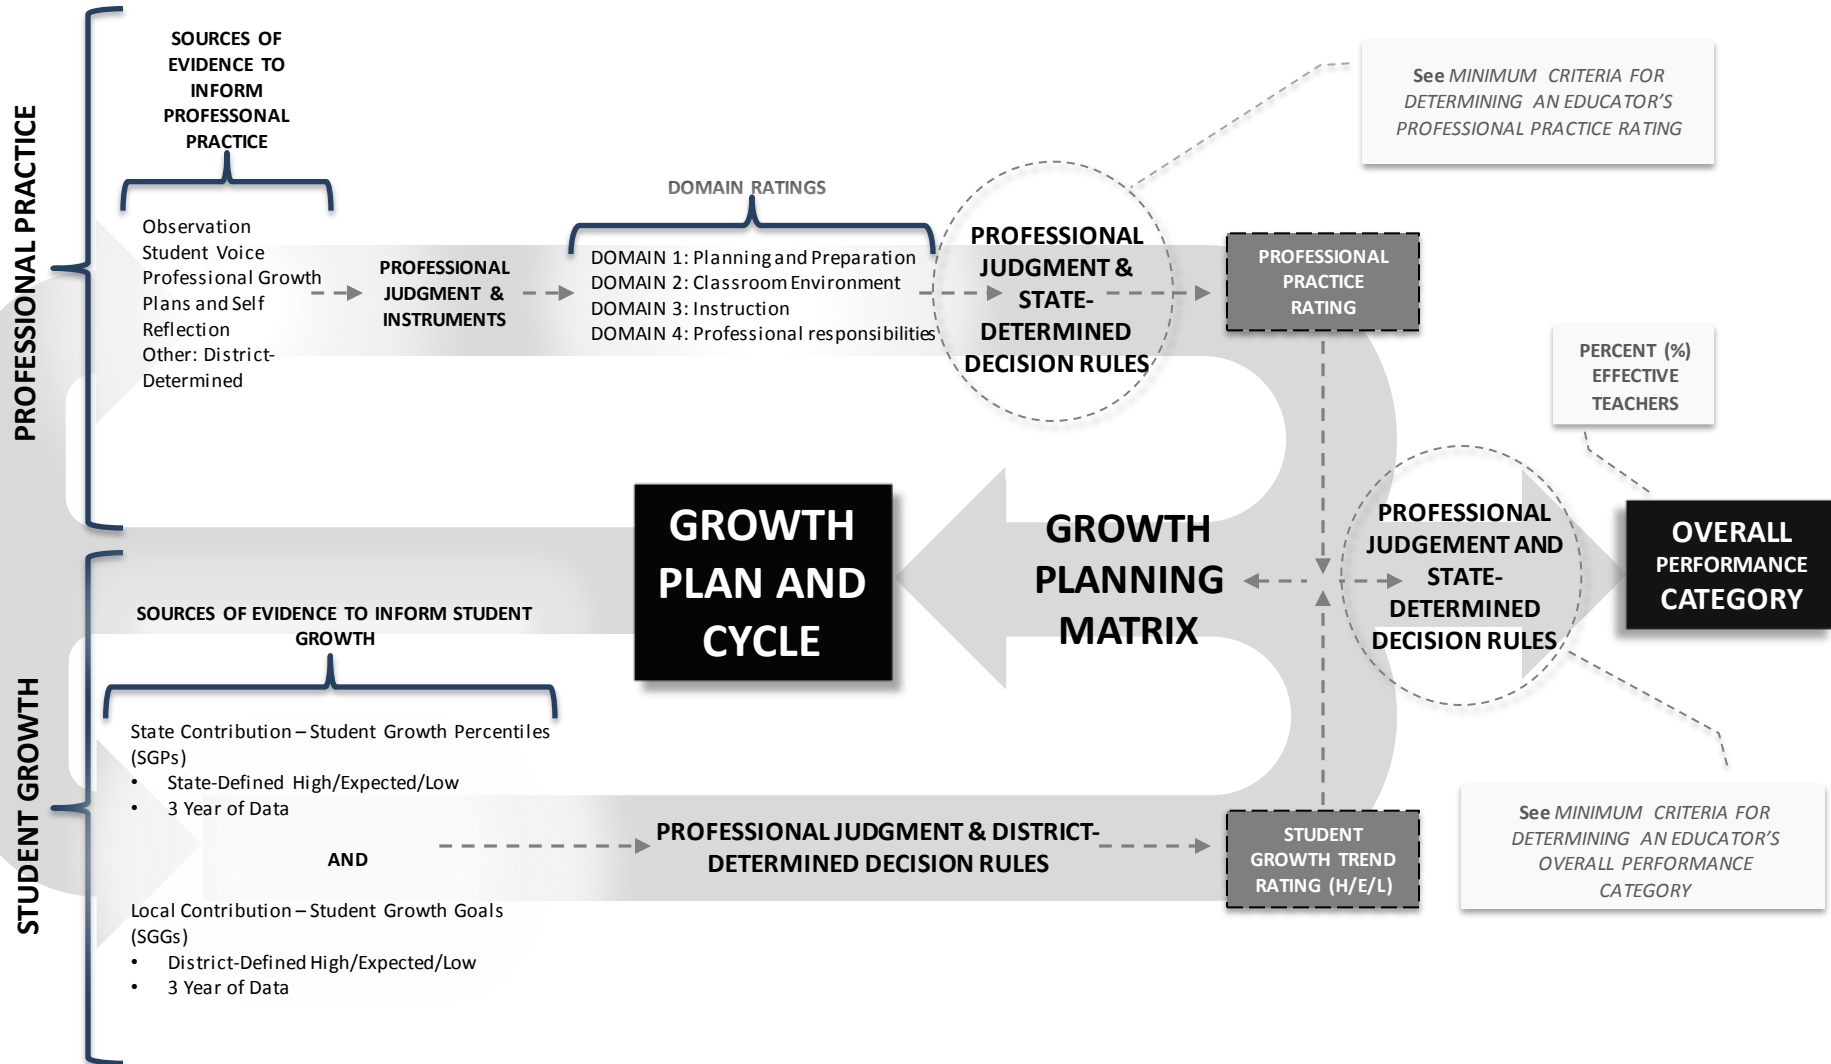 PROFESSIONAL PRACTICE
SOURCES OF
EVIDENCE TO
INFORM
PROFESSIONAL
PRACTICE
Observation
Student Voice
Professional Growth
Plans and Self
Reflection
Other: District-
Determined
PROFESSIONAL
JUDGMENT &
INSTRUMENTS
DOMAIN RATINGS
DOMAIN 1: Planning and Preparation
DOMAIN 2: Classroom Environment
DOMAIN 3: Instruction
DOMAIN 4: Professional responsibilities
PROFESSIONAL
JUDGMENT &
STATE-
DETERMINED
DECISION RULES
See MINIMUM CRITERIA FOR
DETERMINING AN EDUCATOR'S
PROFESSIONAL PRACTICE RATING
PROFESSIONAL
PRACTICE
RATING
PERCENT (%)
EFFECTIVE
TEACHERS
GROWTH
PLAN AND
CYCLE
GROWTH
PLANNING
MATRIX
PROFESSIONAL
JUDGEMENT AND
STATE-
DETERMINED
DECISION RULES
OVERALL
PERFORMANCE
CATEGORY
STUDENT GROWTH
SOURCES OF EVIDENCE TO INFORM STUDENT
GROWTH
State Contribution – Student Growth Percentiles
(SGPs)
• State-Defined High/Expected/Low
• 3 Year of Data
AND
Local Contribution – Student Growth Goals
(SGGs)
• District-Defined High/Expected/Low
• 3 Year of Data
PROFESSIONAL JUDGMENT & DISTRICT-
DETERMINED DECISION RULES
STUDENT
GROWTH TREND
RATING (H/E/L)
See MINIMUM CRITERIA FOR
DETERMINING AN EDUCATOR'S
OVERALL PERFORMANCE
CATEGORY